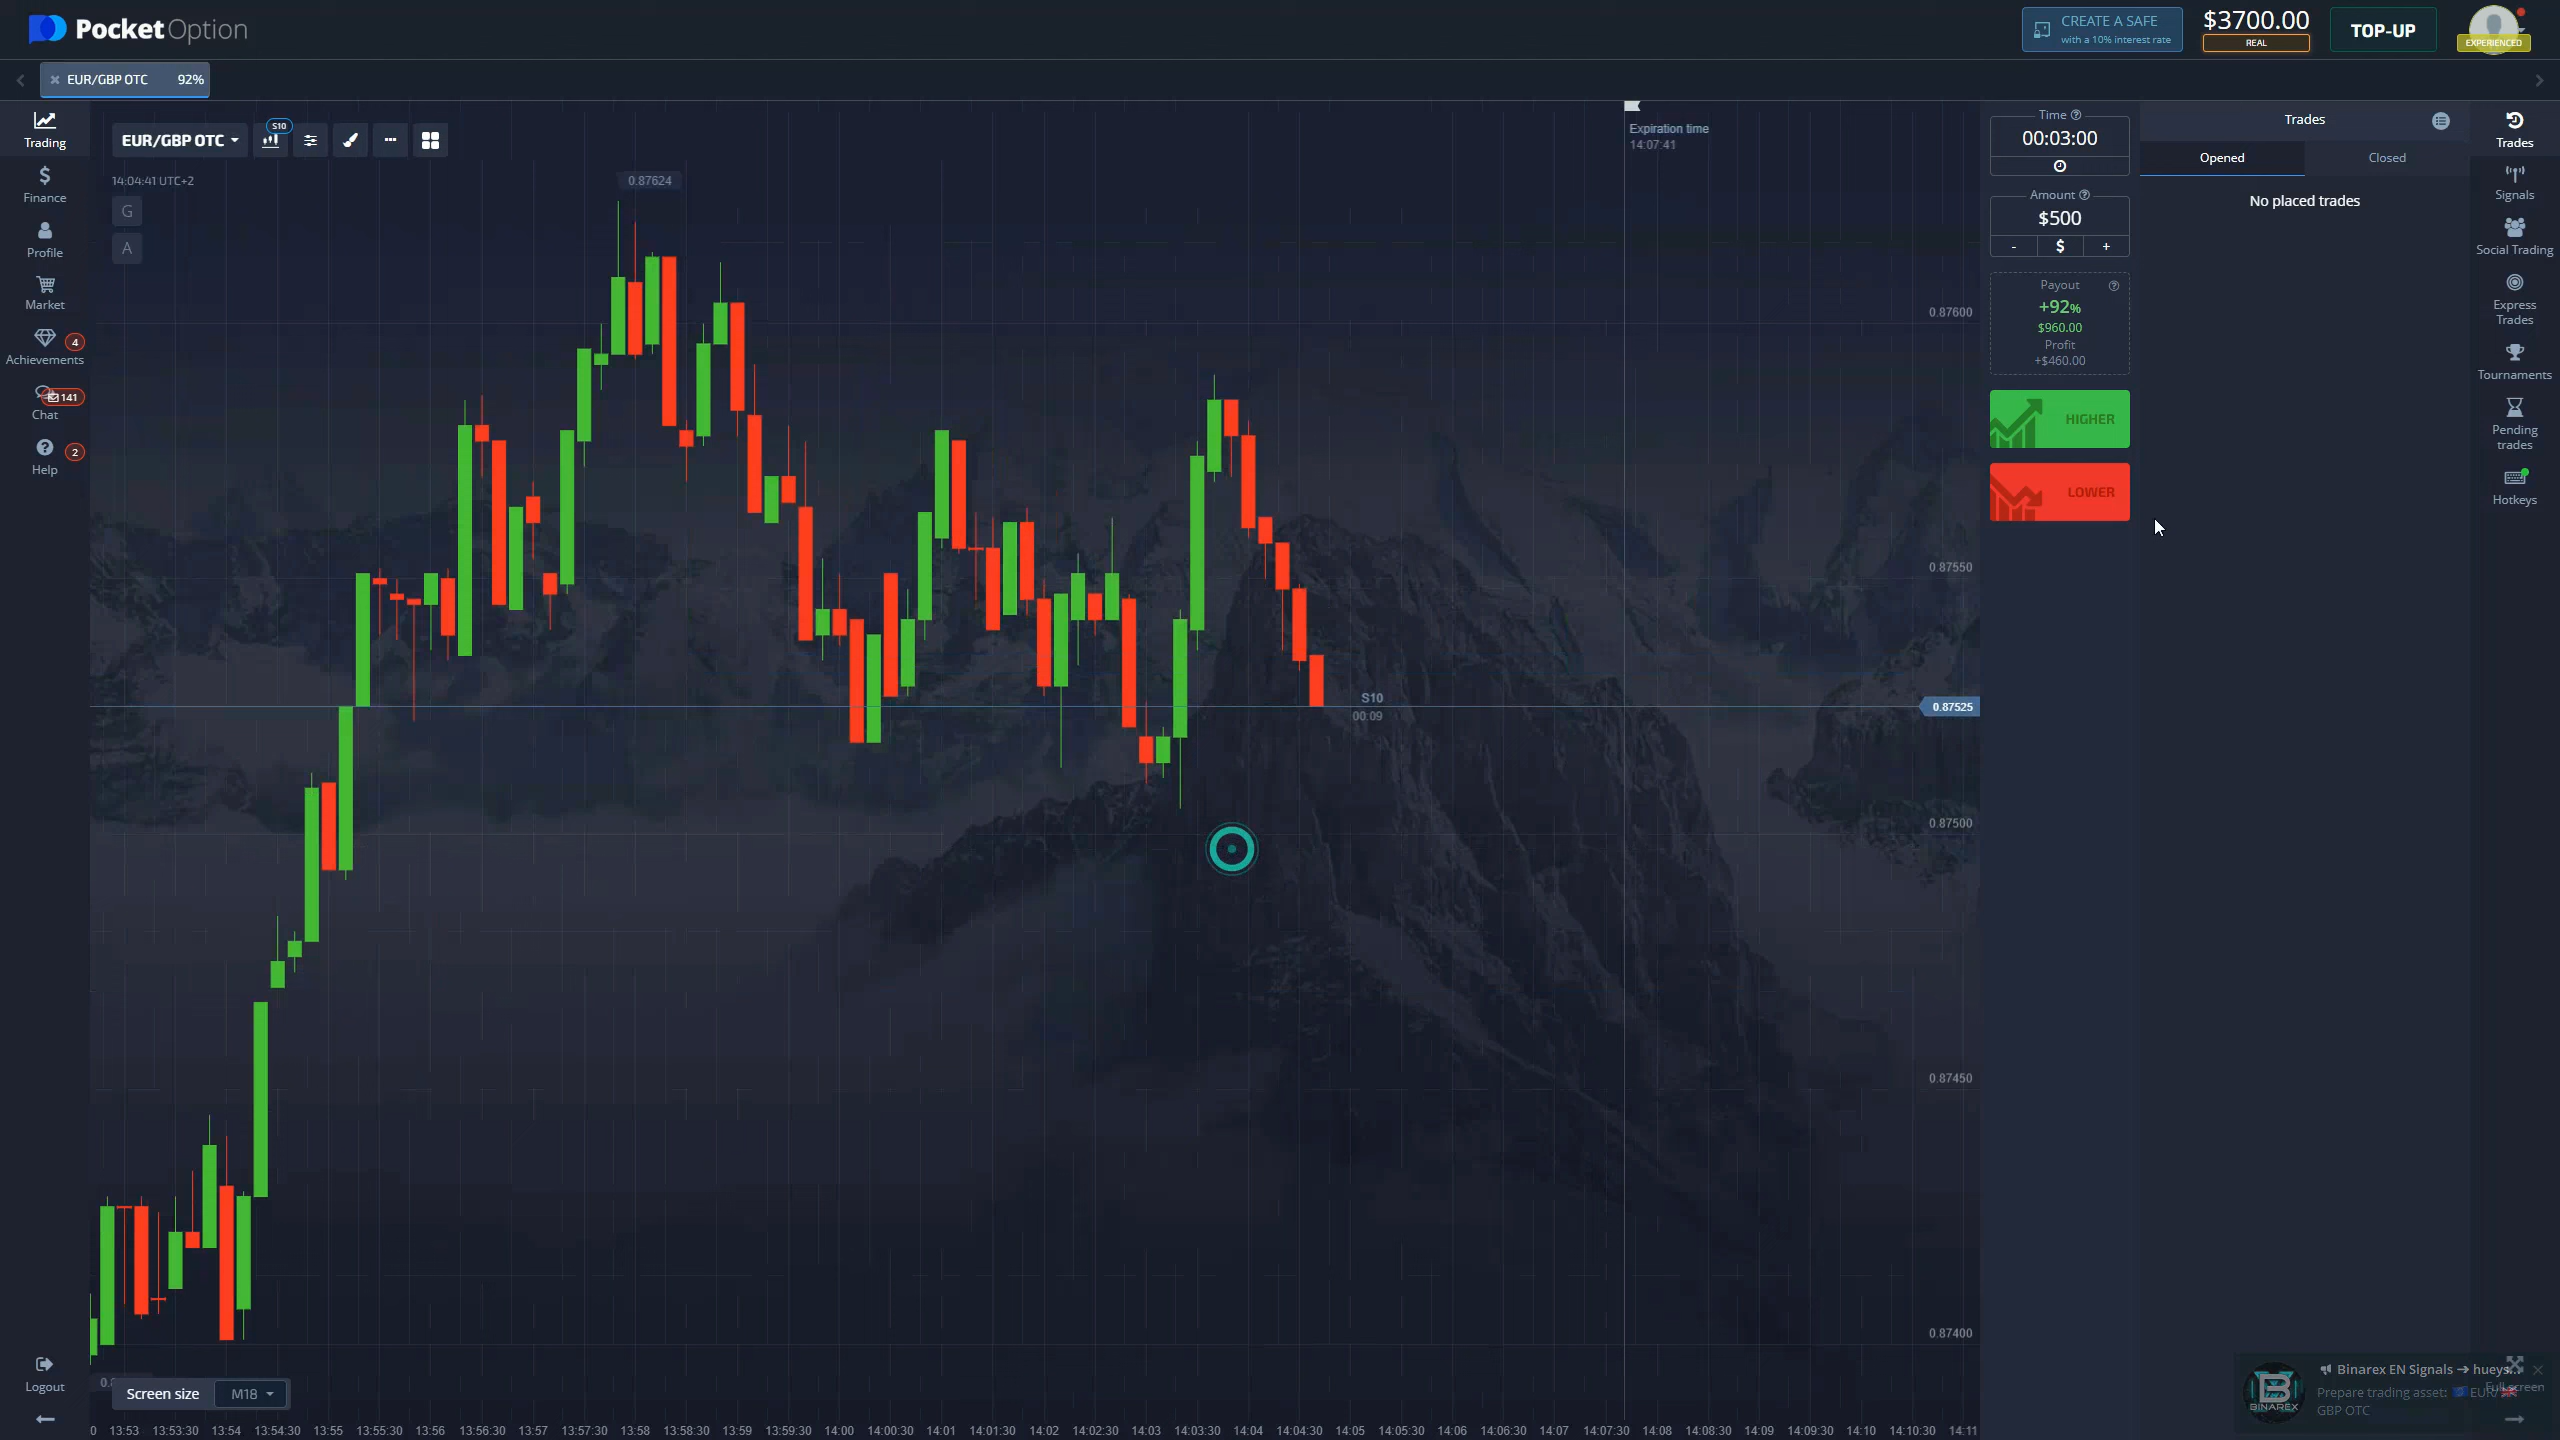 PocketOption
CREATE A SAFE
with a 10% interest rate
$3700.00
REAL
TOP-UP
EXPERIENCED
EUR/GBP OTC 92%
Trading
Finance
Profile
Market
Achievements
4
Chat
141
Help
2
Logout
EUR/GBP OTC
S10
14:04:41 UTC+2
G
A
0.87624
Expiration time
14:07:41
0.87600
0.87550
S10
00:09
0.87525
0.87500
0.87450
0.87400
Screen size M18
13:53 13:53:30 13:54 13:54:30 13:55 13:55:30 13:56 13:56:30 13:57 13:57:30 13:58 13:58:30 13:59 13:59:30 14:00 14:00:30 14:01 14:01:30 14:02 14:02:30 14:03 14:03:30 14:04 14:04:30 14:05 14:05:30 14:06 14:06:30 14:07 14:07:30 14:08 14:08:30 14:09 14:09:30 14:10 14:10:30 14:11
Time
00:03:00
Amount
$500
- $ +
Payout
+92%
$960.00
Profit
+$460.00
HIGHER
LOWER
Trades
Opened Closed
No placed trades
Trades
Signals
Social Trading
Express
Trades
Tournaments
Pending
trades
Hotkeys
Binarex EN Signals → hueys...
Prepare trading asset: EUR/
GBP OTC
BINAREX
Full screen